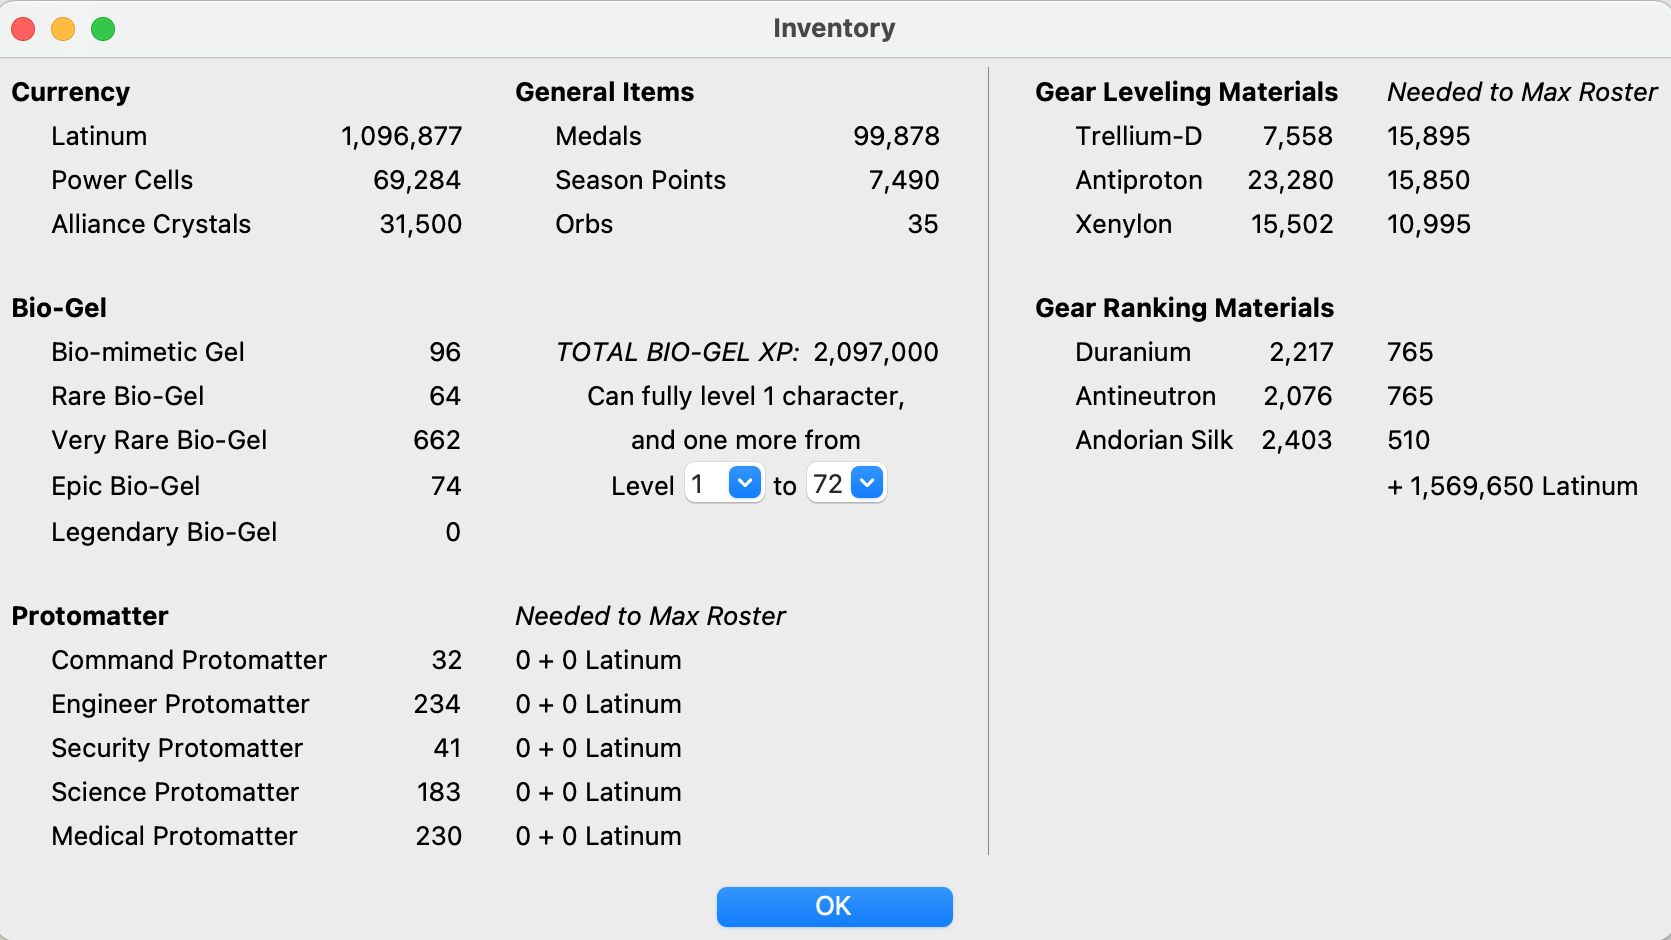 Inventory
Currency
Latinum 1,096,877
Power Cells 69,284
Alliance Crystals 31,500
General Items
Medals 99,878
Season Points 7,490
Orbs 35
Bio-Gel
Bio-mimetic Gel 96
Rare Bio-Gel 64
Very Rare Bio-Gel 662
Epic Bio-Gel 74
Legendary Bio-Gel 0
TOTAL BIO-GEL XP: 2,097,000
Can fully level 1 character,
and one more from
Level 1 to 72
Protomatter Needed to Max Roster
Command Protomatter 32 0 + 0 Latinum
Engineer Protomatter 234 0 + 0 Latinum
Security Protomatter 41 0 + 0 Latinum
Science Protomatter 183 0 + 0 Latinum
Medical Protomatter 230 0 + 0 Latinum
Gear Leveling Materials Needed to Max Roster
Trellium-D 7,558 15,895
Antiproton 23,280 15,850
Xenylon 15,502 10,995
Gear Ranking Materials
Duranium 2,217 765
Antineutron 2,076 765
Andorian Silk 2,403 510
+ 1,569,650 Latinum
OK